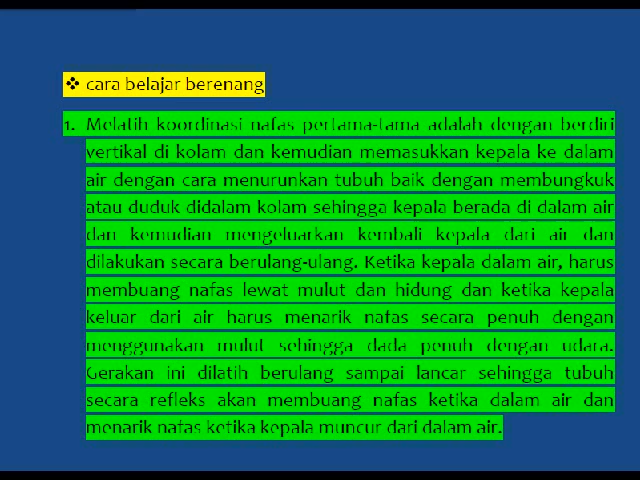 ❖ cara belajar berenang
1. Melatih koordinasi nafas pertama-tama adalah dengan berdiri
vertikal di kolam dan kemudian memasukkan kepala ke dalam
air dengan cara menurunkan tubuh baik dengan membungkuk
atau duduk didalam kolam sehingga kepala berada di dalam air
dan kemudian mengeluarkan kembali kepala dari air dan
dilakukan secara berulang-ulang. Ketika kepala dalam air, harus
membuang nafas lewat mulut dan hidung dan ketika kepala
keluar dari air harus menarik nafas secara penuh dengan
menggunakan mulut sehingga dada penuh dengan udara.
Gerakan ini dilatih berulang sampai lancar sehingga tubuh
secara refleks akan membuang nafas ketika dalam air dan
menarik nafas ketika kepala muncur dari dalam air.